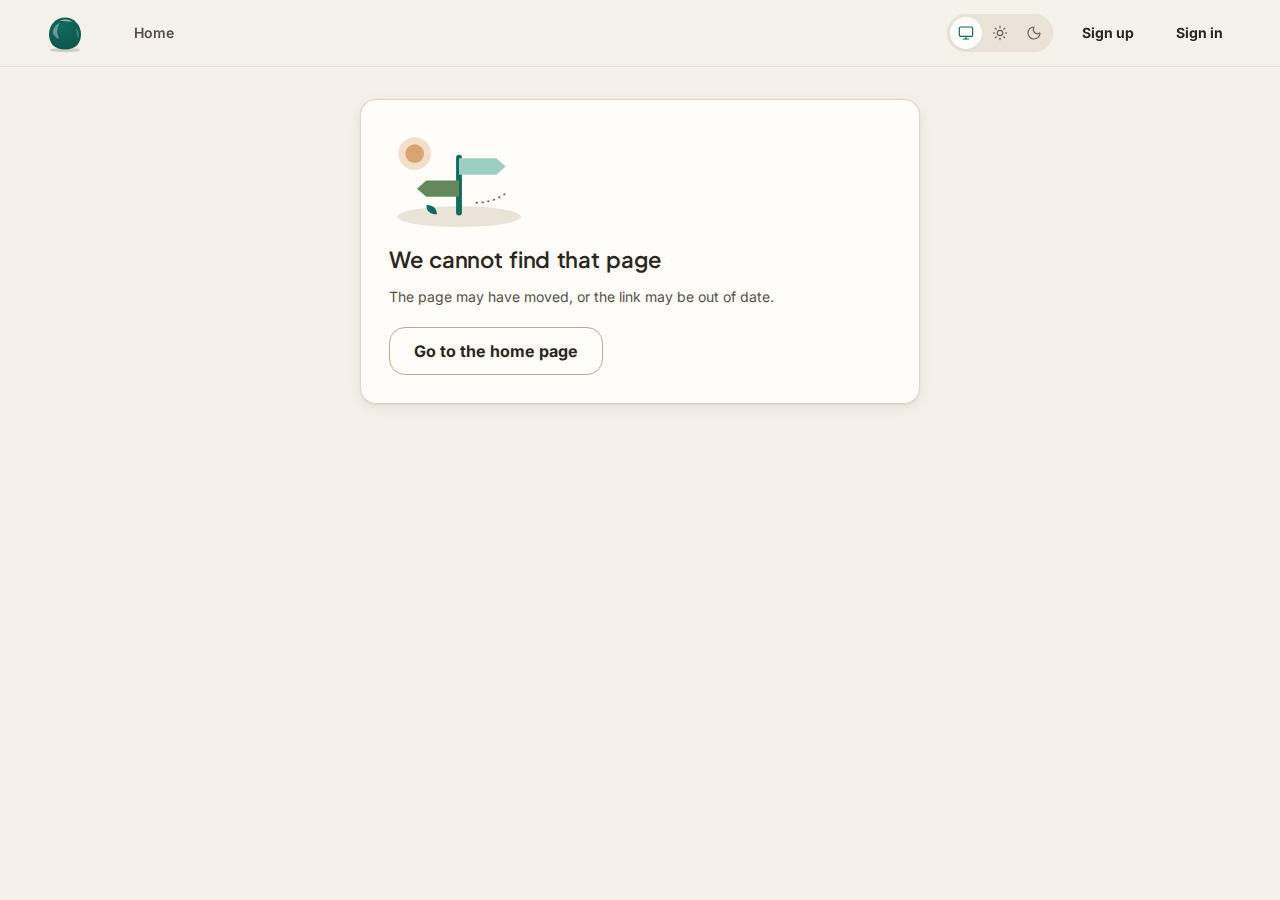 Home
Sign up
Sign in
We cannot find that page
The page may have moved, or the link may be out of date.
Go to the home page